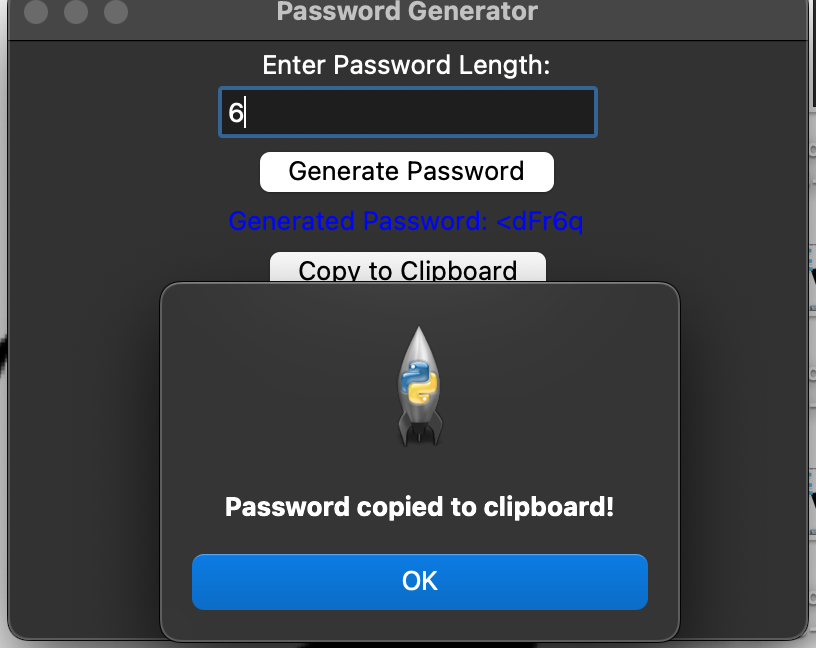 Password Generator
Enter Password Length:
6
Generate Password
Generated Password: <dFr6q
Copy to Clipboard
Password copied to clipboard!
OK